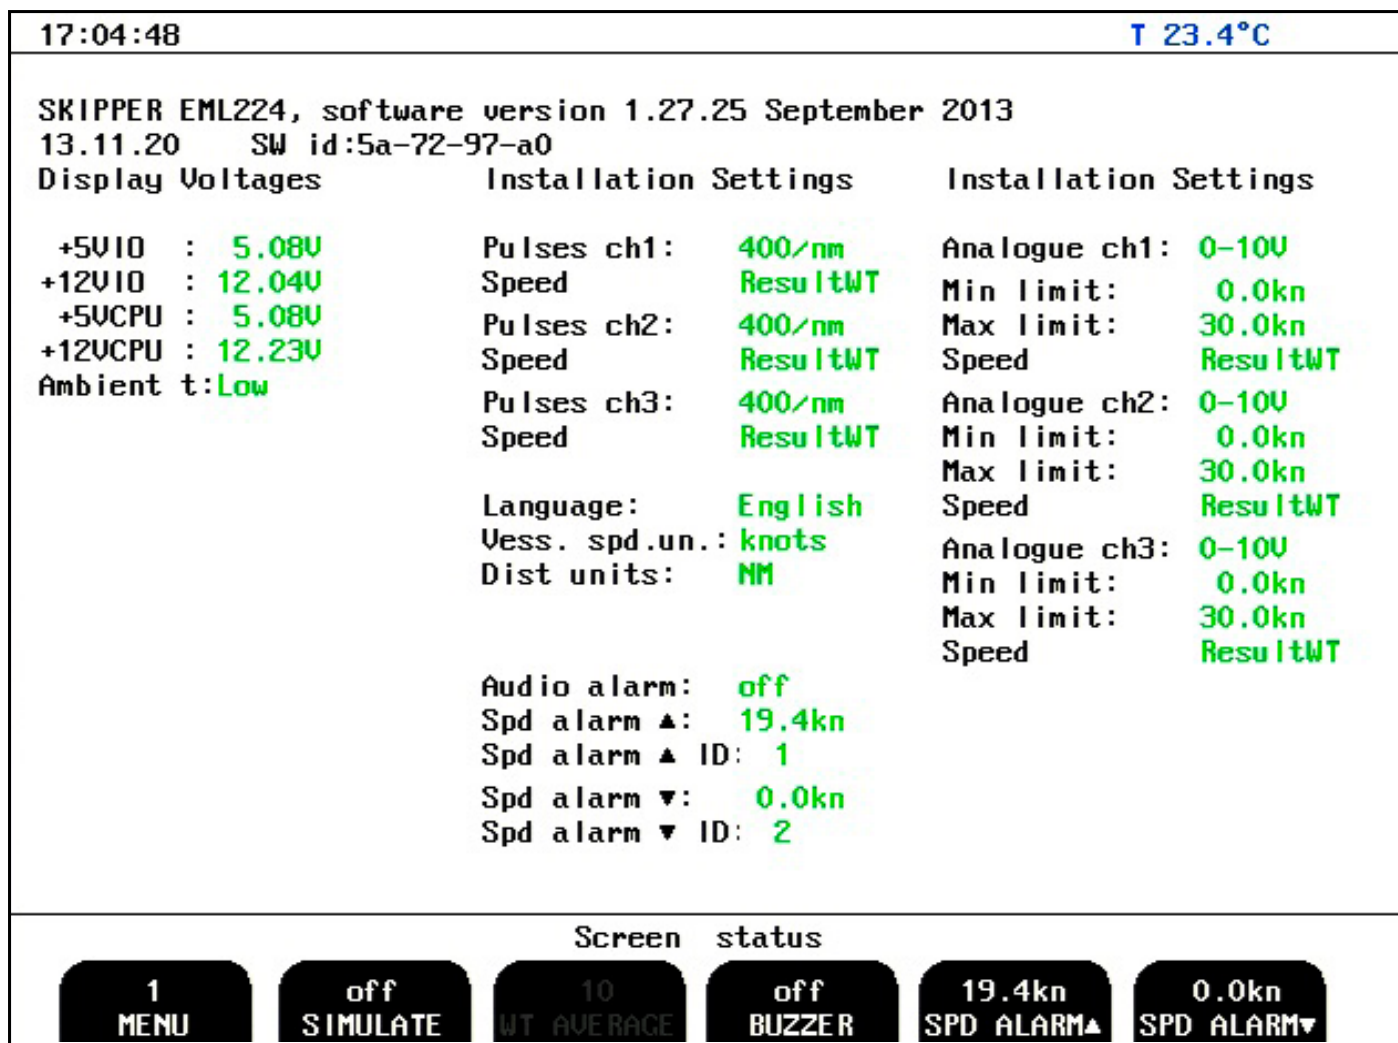 17:04:48 T 23.4°C
SKIPPER EML224, software version 1.27.25 September 2013
13.11.20 SW id:5a-72-97-a0
Display Voltages
+5VIO : 5.08V
+12VIO : 12.04V
+5VCPU : 5.08V
+12VCPU : 12.23V
Ambient t:Low
Installation Settings
Pulses ch1: 400/nm
Speed ResultWT
Pulses ch2: 400/nm
Speed ResultWT
Pulses ch3: 400/nm
Speed ResultWT
Language: English
Vess. spd.un.: knots
Dist units: NM
Audio alarm: off
Spd alarm ▲: 19.4kn
Spd alarm ▲ ID: 1
Spd alarm ▼: 0.0kn
Spd alarm ▼ ID: 2
Installation Settings
Analogue ch1: 0-10V
Min limit: 0.0kn
Max limit: 30.0kn
Speed ResultWT
Analogue ch2: 0-10V
Min limit: 0.0kn
Max limit: 30.0kn
Speed ResultWT
Analogue ch3: 0-10V
Min limit: 0.0kn
Max limit: 30.0kn
Speed ResultWT
Screen status
1
MENU
off
SIMULATE
10
WT AVERAGE
off
BUZZER
19.4kn
SPD ALARM▲
0.0kn
SPD ALARM▼